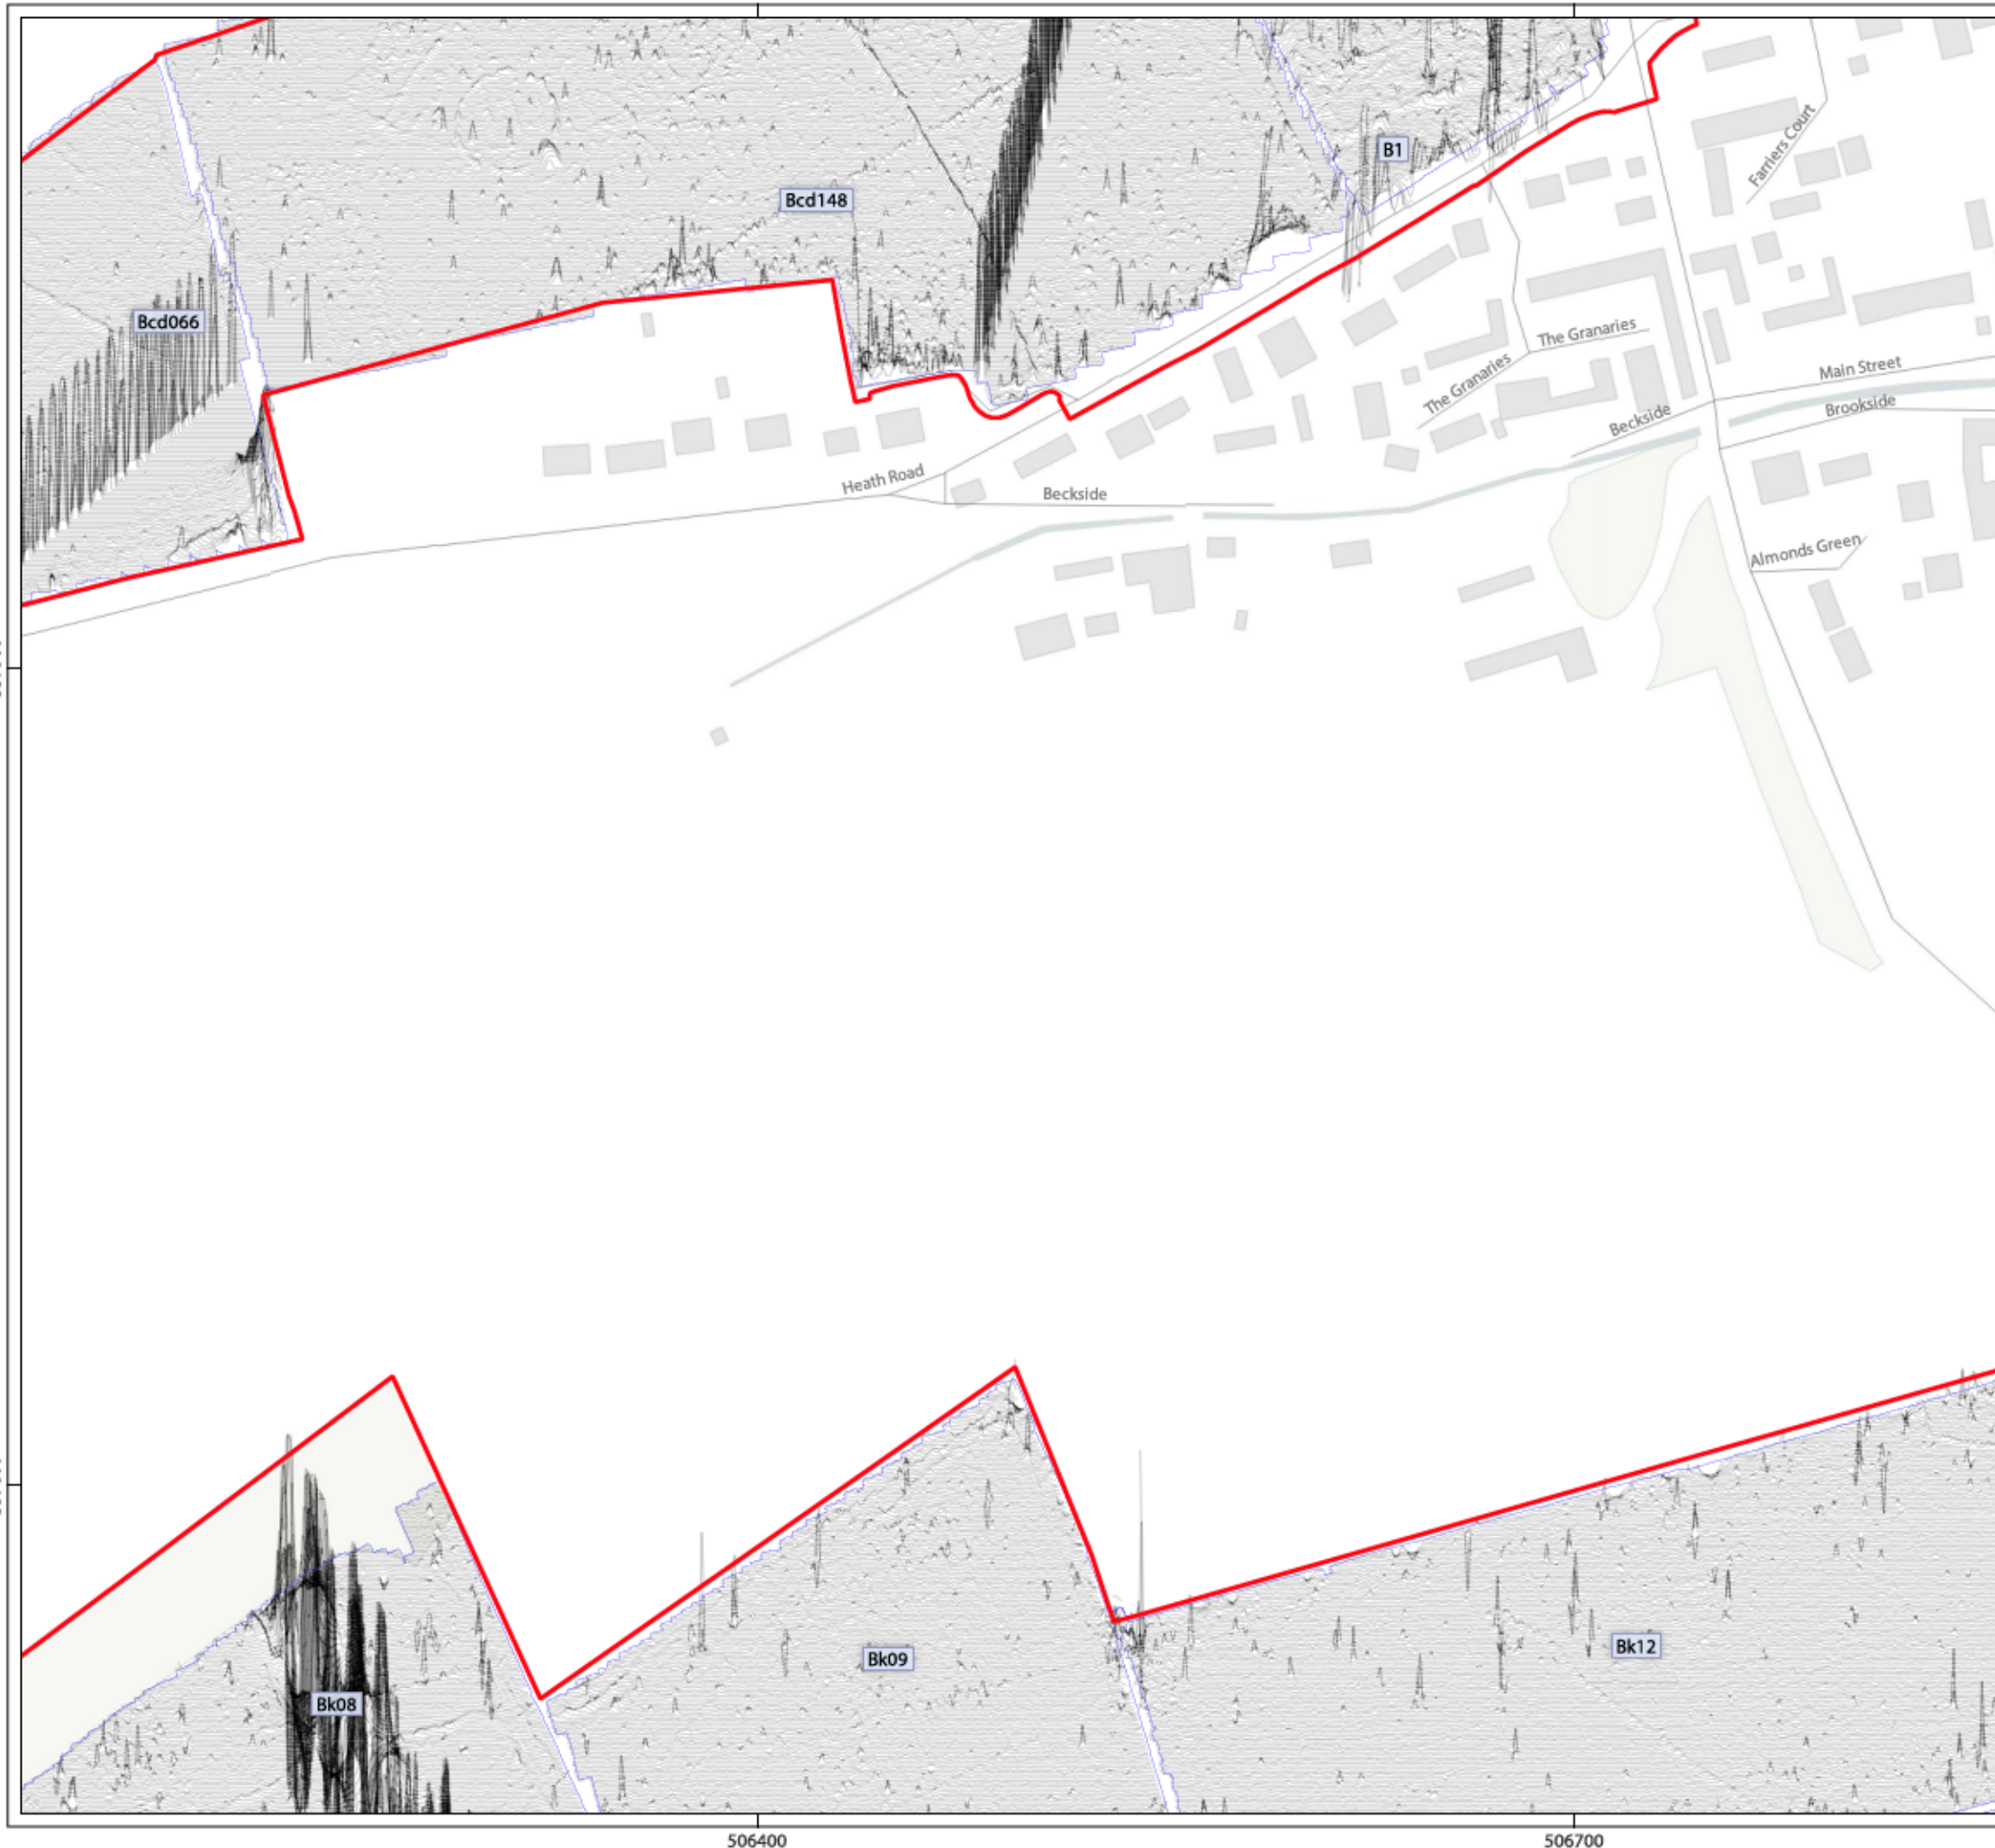 Farriers Court
B1
Bcd148
Bcd066
The Granaries
The Granaries
Main Street
Brookside
Beckside
Heath Road
Beckside
Almonds Green
Bk09
Bk12
Bk08
506400
506700